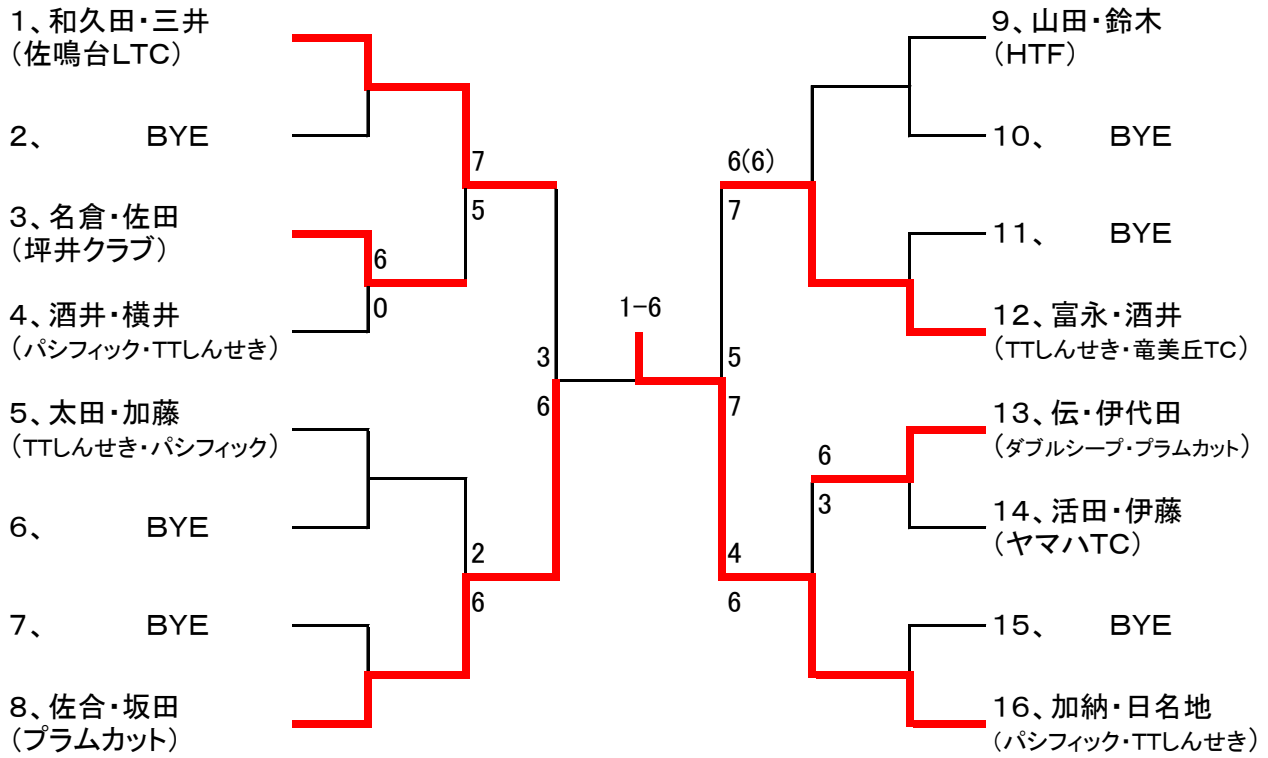 1、和久田・三井
(佐鳴台LTC)
2、 BYE
3、名倉・佐田
(坪井クラブ)
4、酒井・横井
(パシフィック・TTしんせき)
5、太田・加藤
(TTしんせき・パシフィック)
6、 BYE
7、 BYE
8、佐合・坂田
(プラムカット)
7
5
6
0
2
6
3
6
1-6
6(6)
7
5
7
6
3
4
6
9、山田・鈴木
(HTF)
10、 BYE
11、 BYE
12、富永・酒井
(TTしんせき・竜美丘TC)
13、伝・伊代田
(ダブルシープ・プラムカット)
14、活田・伊藤
(ヤマハTC)
15、 BYE
16、加納・日名地
(パシフィック・TTしんせき)